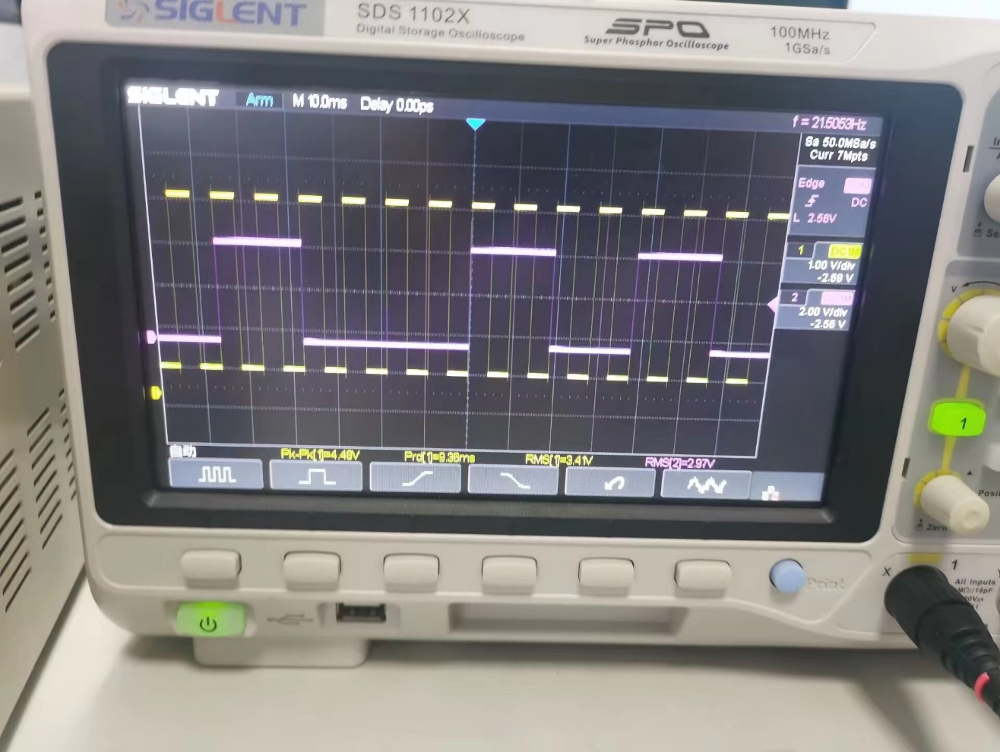 SIGLENT
SDS 1102X
Digital Storage Oscilloscope
SPO
Super Phosphor Oscilloscope
100MHz
1GSa/s
SIGLENT Arm M 10.0ms Delay 0.00ps
f = 21.5053Hz
Sa 50.0MSa/s
Curr 7Mpts
Edge
DC
L 2.56V
1 DC1M
1.00 V/div
-2.66 V
2
2.00 V/div
-2.56 V
自动
Pk-Pk[1]=4.46V Prd[1]=9.36ms RMS[1]=3.41V RMS[2]=2.97V
1
V
Zero
X
1
All Inputs
Print